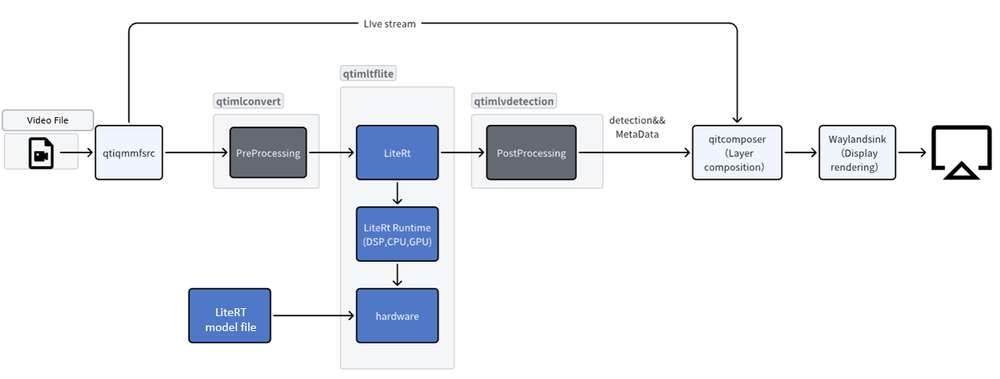 LIve stream
qtimltflite
qtimlconvert
qtimlvdetection
Video File
detection&&
MetaData
qtiqmmfsrc
PreProcessing
LiteRt
PostProcessing
qitcomposer
（Layer
composition）
Waylandsink
（Display
rendering）
LiteRt Runtime
(DSP,CPU,GPU)
LiteRT
model file
hardware